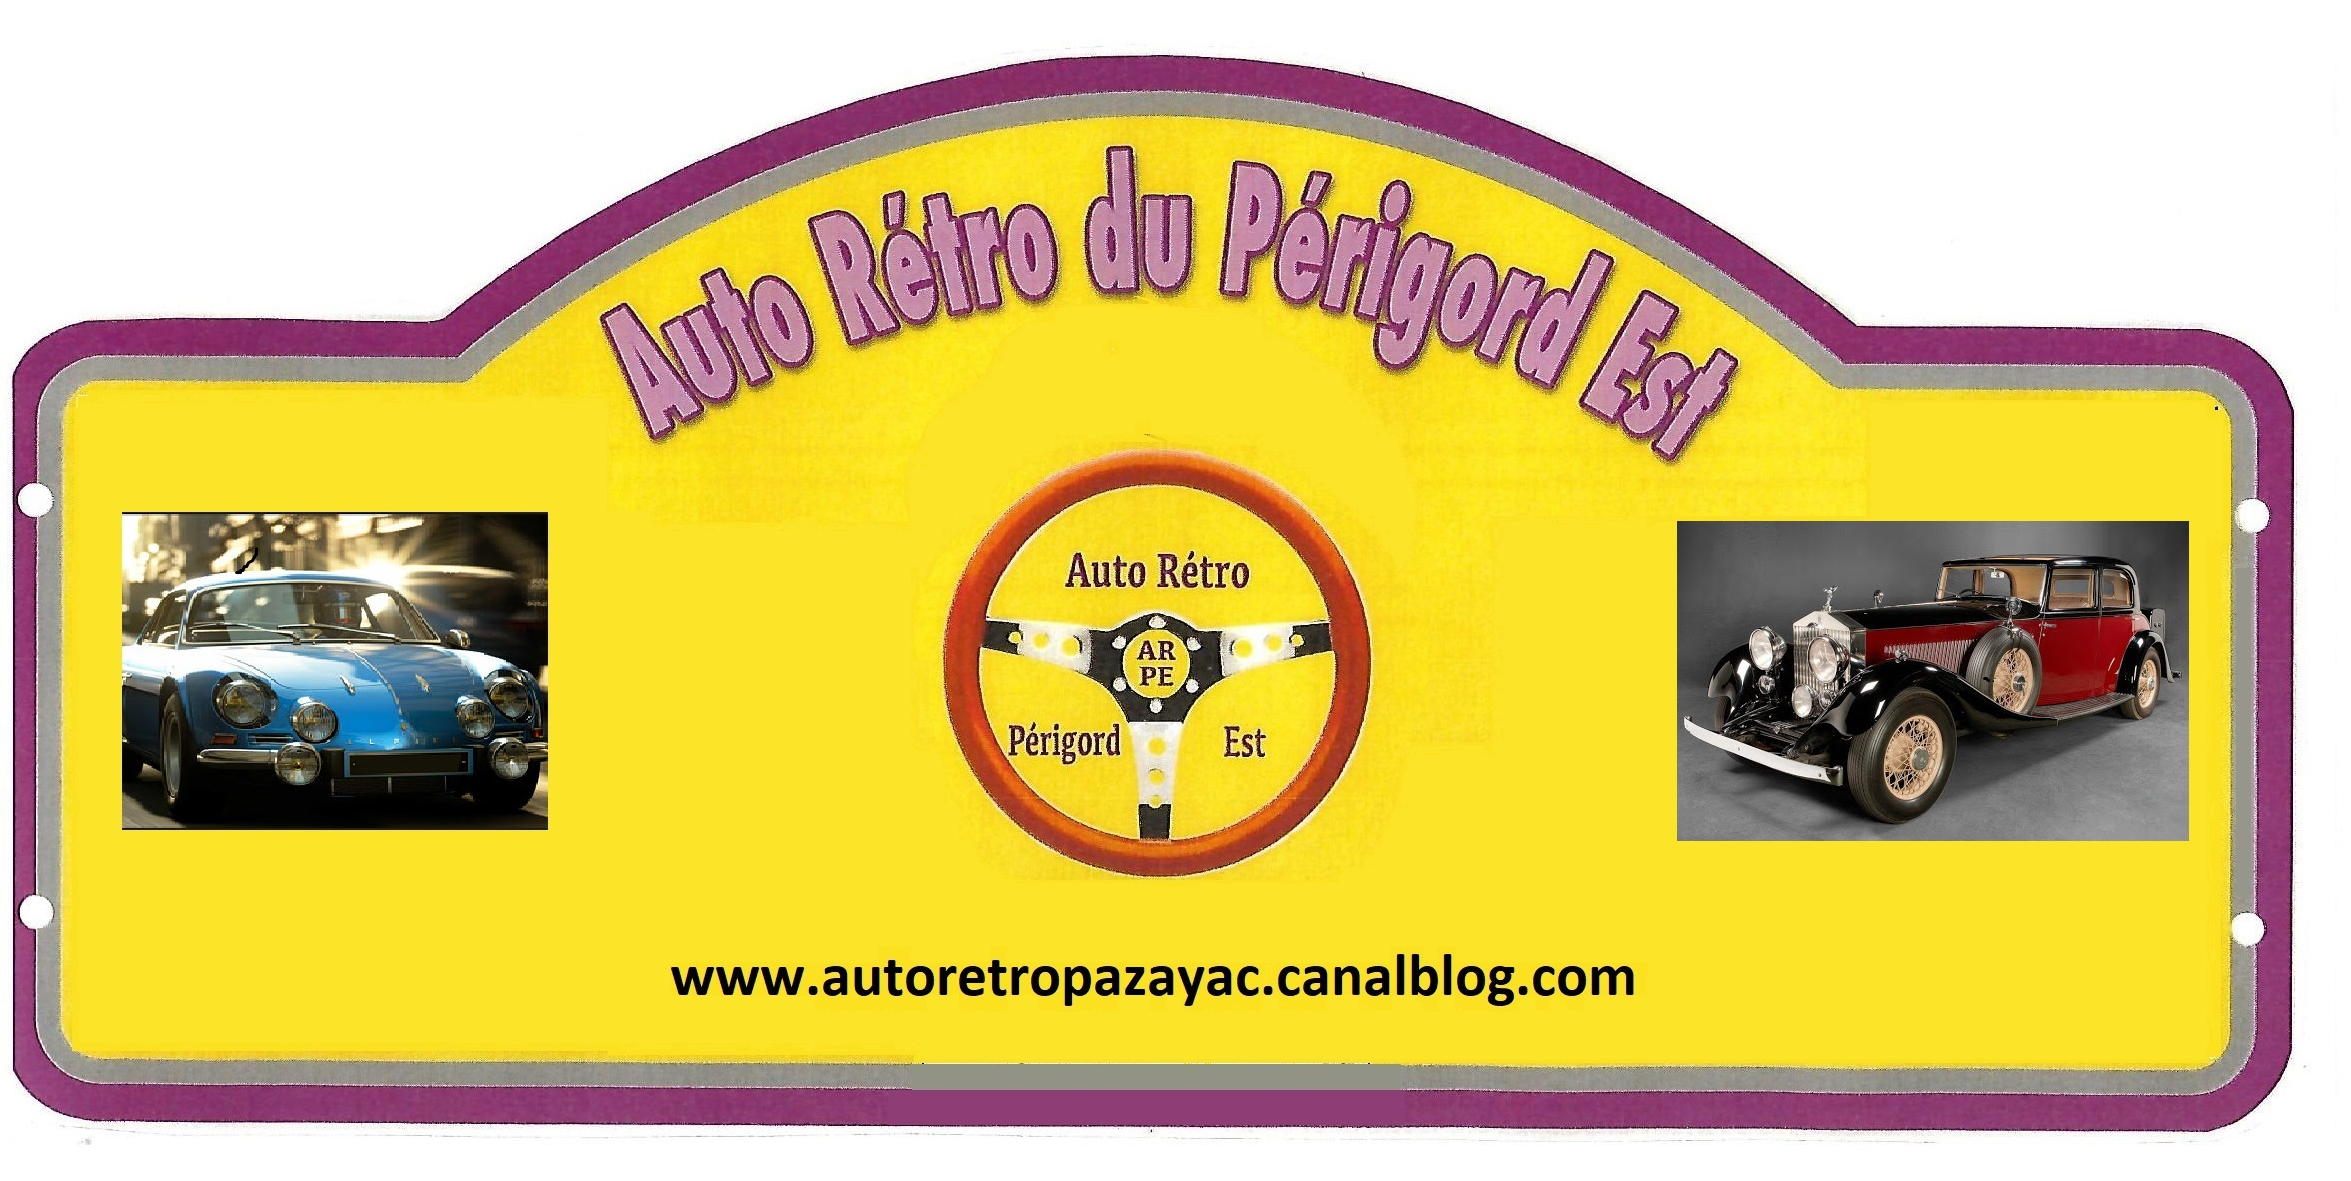 Auto Rétro du Périgord Est
Auto Rétro
AR
PE
Périgord Est
www.autoretropazayac.canalblog.com